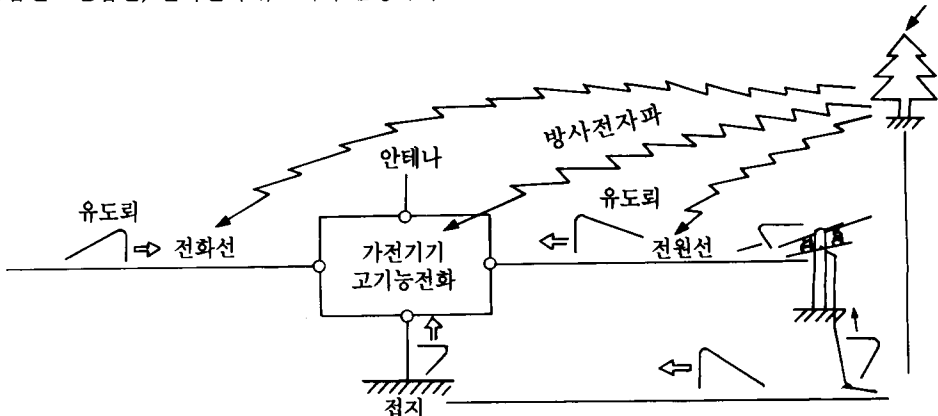 방사전자파
안테나
유도뢰
유도뢰
전화선
전원선
가전기기
고기능전화
접지